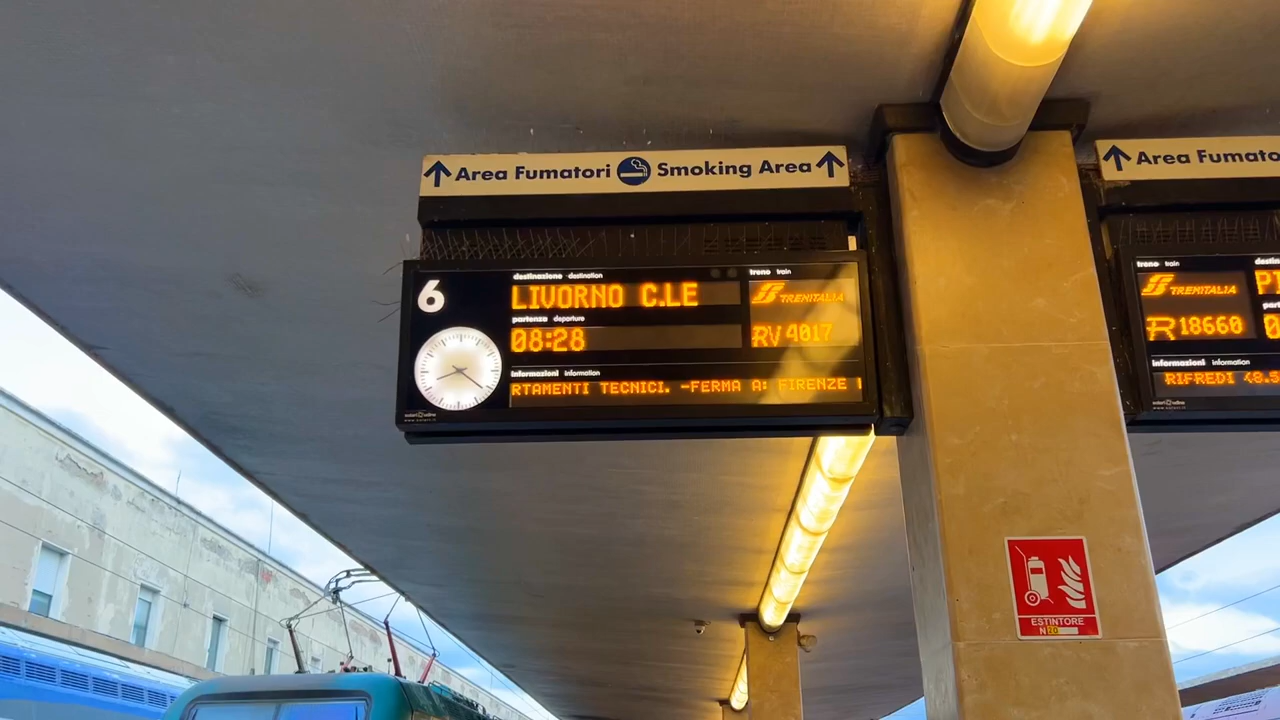 Area Fumatori Smoking Area
6
destinazione destination
LIVORNO C.LE
treno train
TRENITALIA
partenza departure
08:28
RV 4017
informazioni information
RTAMENTI TECNICI. -FERMA A: FIRENZE
Area Fumato
treno train
TRENITALIA
R 18660
informazioni information
RIFREDI
ESTINTORE
N 20